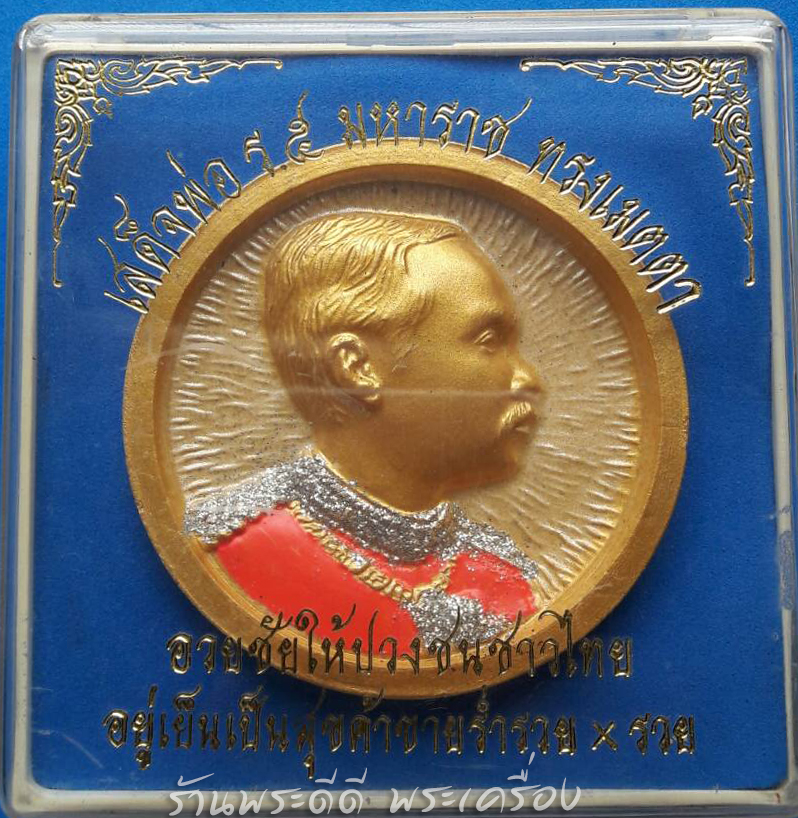 เสด็จพ่อ ร.๕ มหาราช ทรงเมตตา
อวยชัยให้ปวงชนชาวไทย
อยู่เย็นเป็นสุขค้าขายร่ำรวย × รวย
ร้านพระดีดี พระเครื่อง